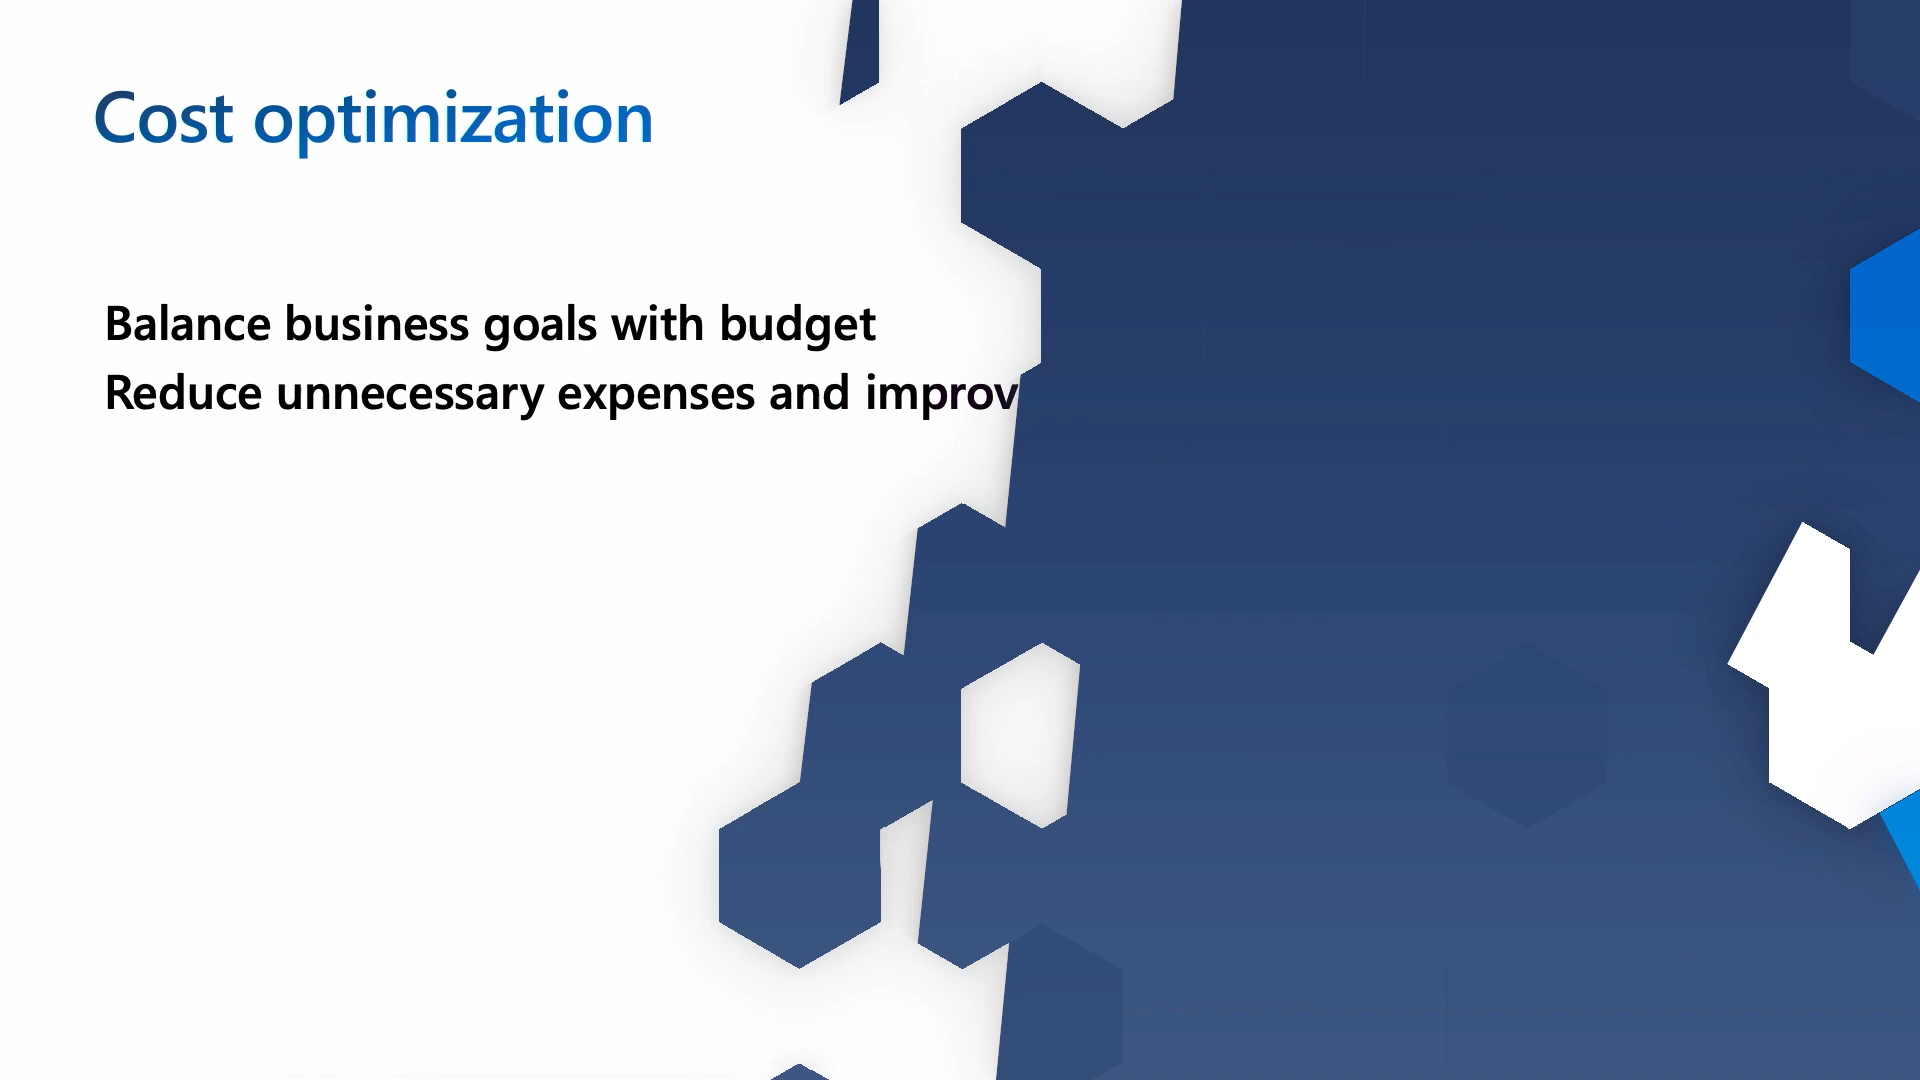 Cost optimization
Balance business goals with budget
Reduce unnecessary expenses and improv